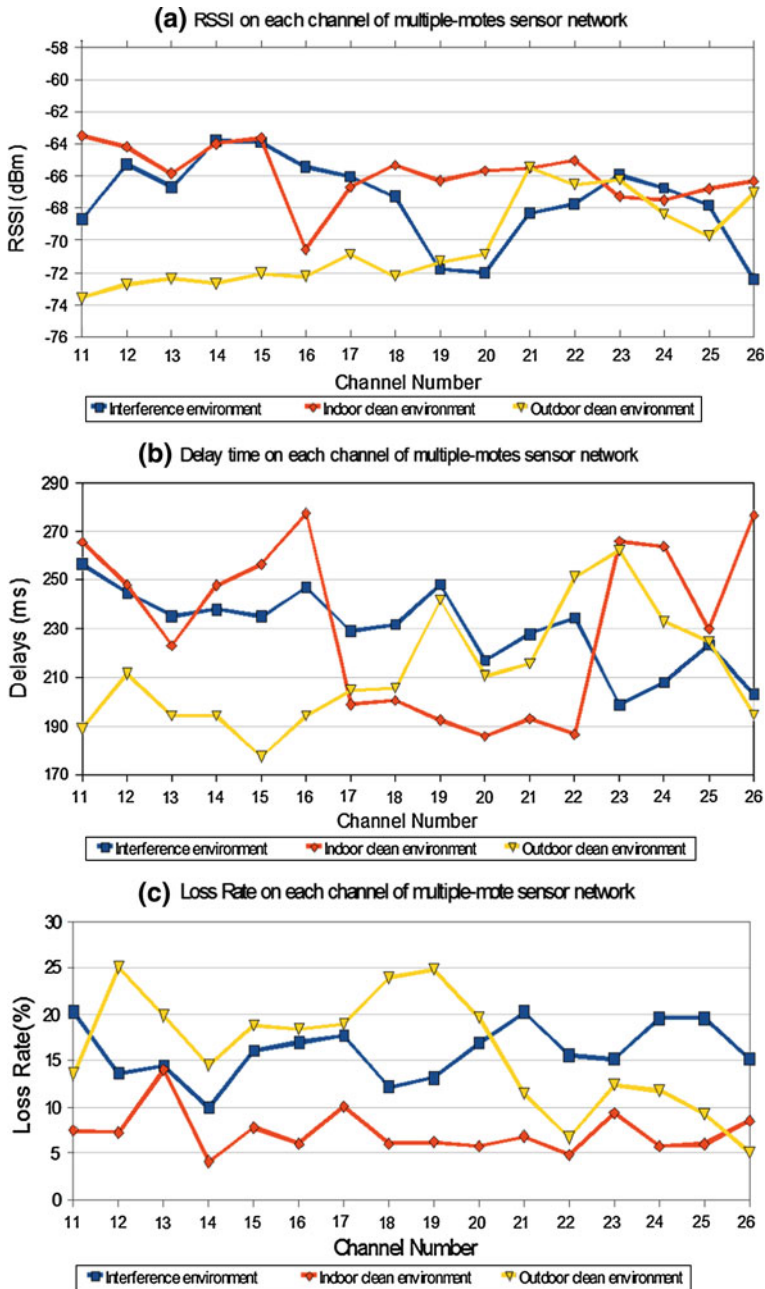 (a) RSSI on each channel of multiple-motes sensor network
-58
-60
-62
-64
-66
-68
-70
-72
-74
-76
RSSI (dBm)
11 12 13 14 15 16 17 18 19 20 21 22 23 24 25 26
Channel Number
Interference environment Indoor clean environment Outdoor clean environment
(b) Delay time on each channel of multiple-motes sensor network
290
270
250
230
210
190
170
Delays (ms)
11 12 13 14 15 16 17 18 19 20 21 22 23 24 25 26
Channel Number
Interference environment Indoor clean environment Outdoor clean environment
(c) Loss Rate on each channel of multiple-mote sensor network
30
25
20
15
10
5
0
Loss Rate(%)
11 12 13 14 15 16 17 18 19 20 21 22 23 24 25 26
Channel Number
Interference environment Indoor clean environment Outdoor clean environment